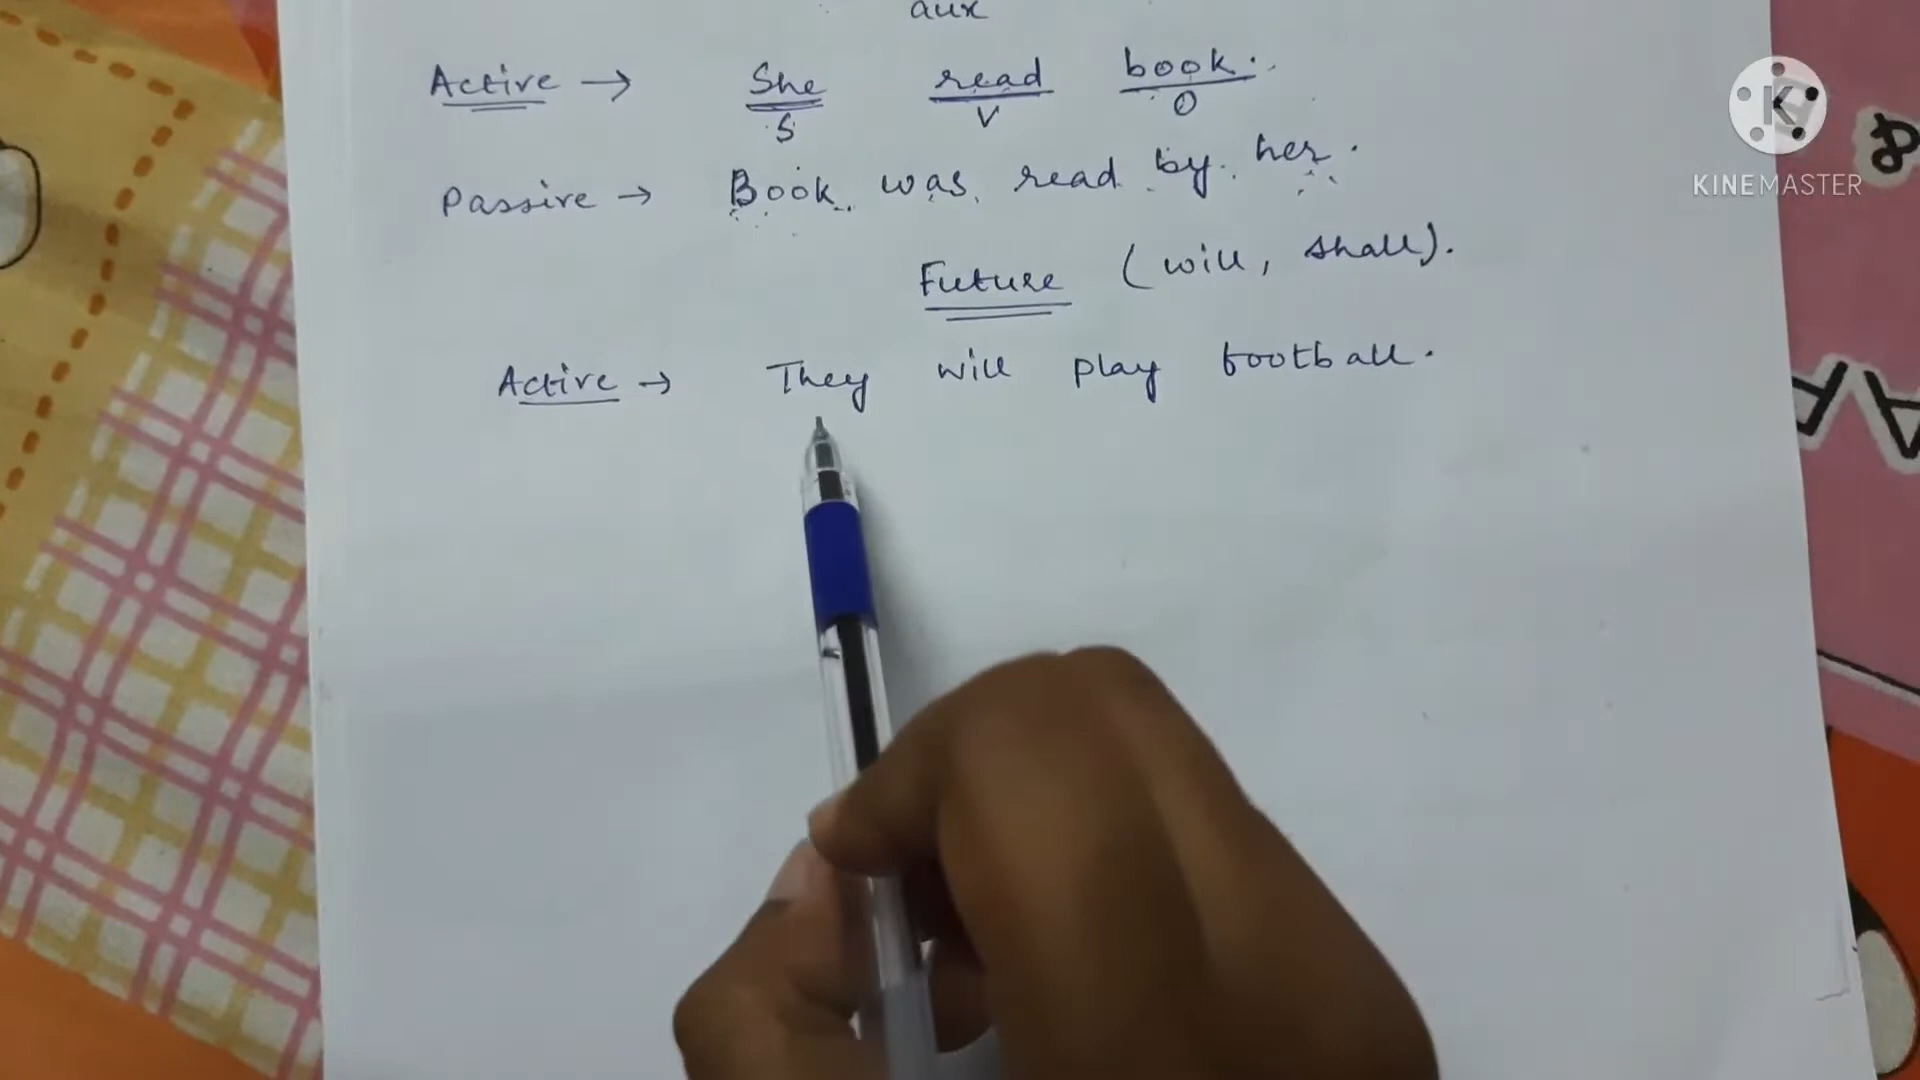 aux
Active → She read book.
S V O
Passive → Book was read by her.
Future (will, shall).
Active → They will play football.
K
KINEMASTER